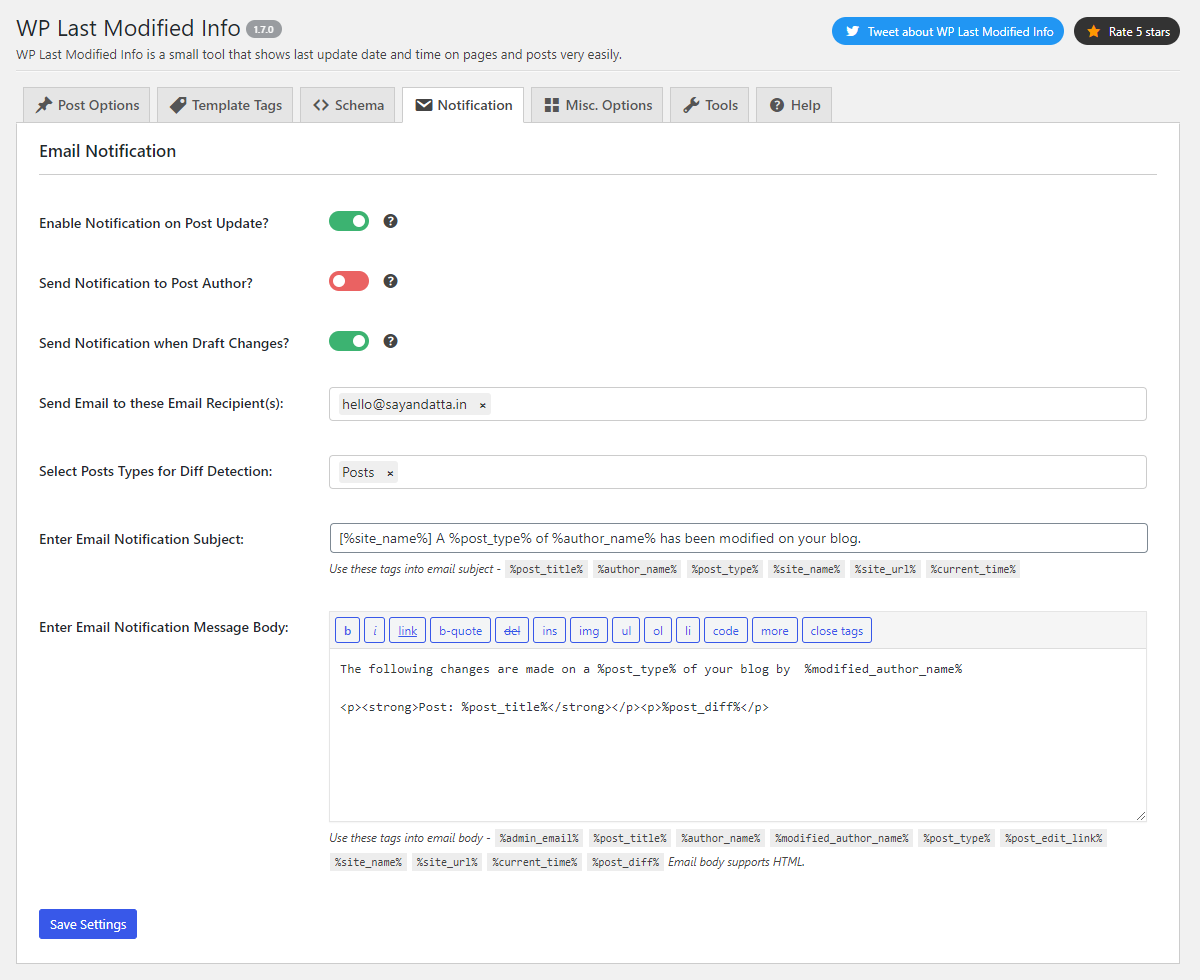 WP Last Modified Info 1.7.0
Tweet about WP Last Modified Info Rate 5 stars
WP Last Modified Info is a small tool that shows last update date and time on pages and posts very easily.
Post Options Template Tags Schema Notification Misc. Options Tools Help
Email Notification
Enable Notification on Post Update?
Send Notification to Post Author?
Send Notification when Draft Changes?
Send Email to these Email Recipient(s): hello@sayandatta.in ×
Select Posts Types for Diff Detection: Posts ×
Enter Email Notification Subject: [%site_name%] A %post_type% of %author_name% has been modified on your blog.
Use these tags into email subject - %post_title% %author_name% %post_type% %site_name% %site_url% %current_time%
Enter Email Notification Message Body: b i link b-quote del ins img ul ol li code more close tags
The following changes are made on a %post_type% of your blog by  %modified_author_name%
<p><strong>Post: %post_title%</strong></p><p>%post_diff%</p>
Use these tags into email body - %admin_email% %post_title% %author_name% %modified_author_name% %post_type% %post_edit_link%
%site_name% %site_url% %current_time% %post_diff% Email body supports HTML.
Save Settings